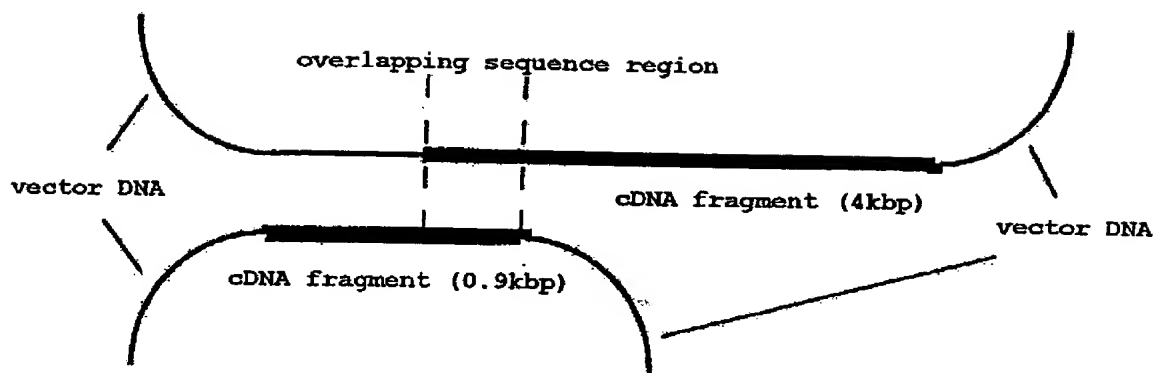 overlapping sequence region
vector DNA
cDNA fragment (4kbp)
vector DNA
cDNA fragment (0.9kbp)